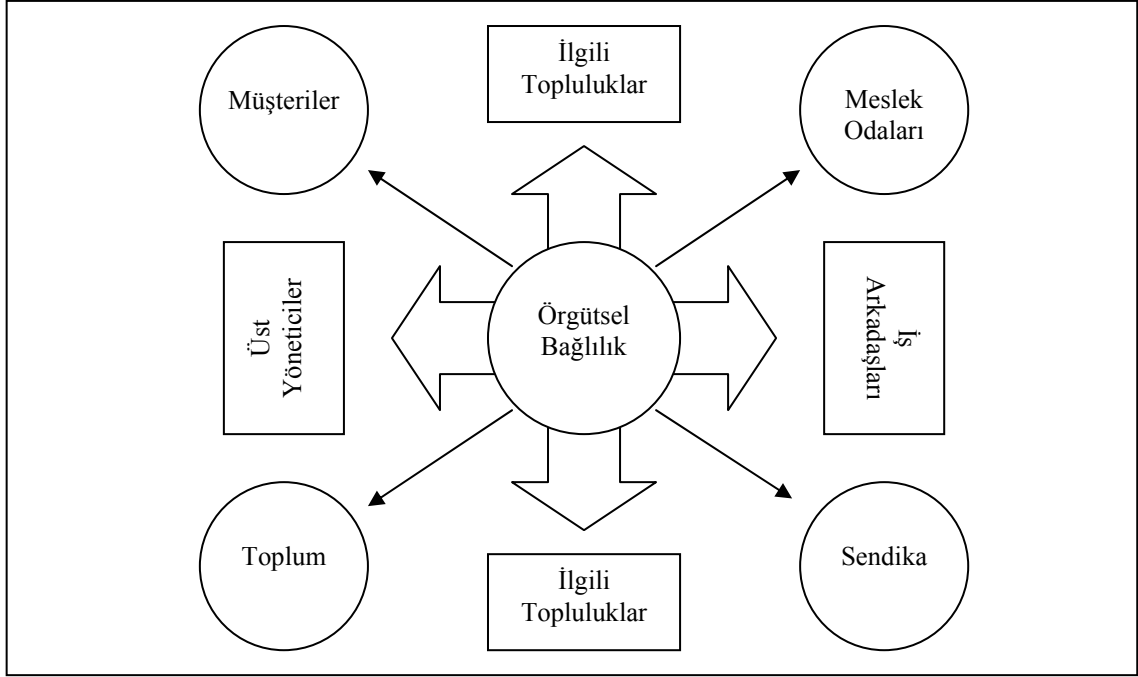 İlgili
Topluluklar
Müşteriler
Meslek
Odaları
Üst
Yöneticiler
Örgütsel
Bağlılık
İş
Arkadaşları
Toplum
İlgili
Topluluklar
Sendika